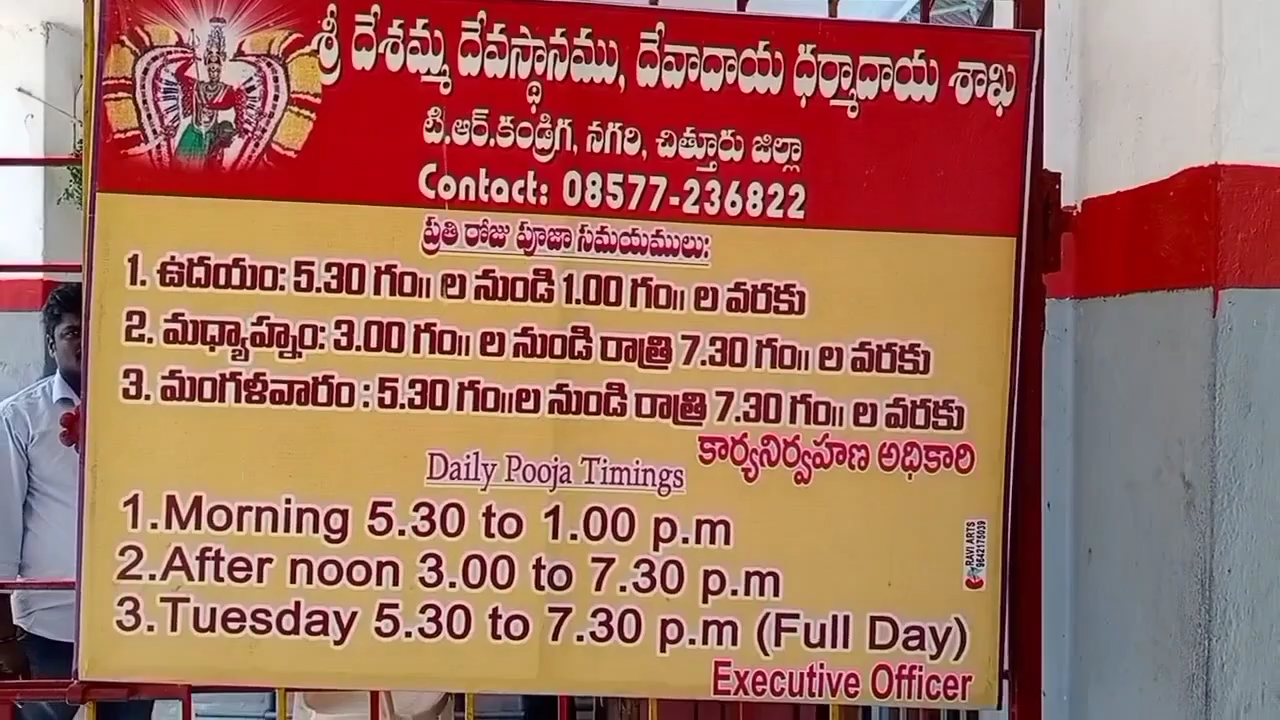 శ్రీ దేశమ్మ దేవస్థానము, దేవాదాయ ధర్మాదాయ శాఖ
టి.ఆర్.కండ్రిగ, నగరి, చిత్తూరు జిల్లా
Contact: 08577-236822
ప్రతి రోజు పూజా సమయములు:
1. ఉదయం: 5.30 గం॥ ల నుండి 1.00 గం॥ ల వరకు
2. మధ్యాహ్నం: 3.00 గం॥ ల నుండి రాత్రి 7.30 గం॥ ల వరకు
3. మంగళవారం : 5.30 గం॥ల నుండి రాత్రి 7.30 గం॥ ల వరకు
కార్యనిర్వహణ అధికారి
Daily Pooja Timings
1.Morning 5.30 to 1.00 p.m
2.After noon 3.00 to 7.30 p.m
3.Tuesday 5.30 to 7.30 p.m (Full Day)
Executive Officer
RAVI ARTS
9642175039